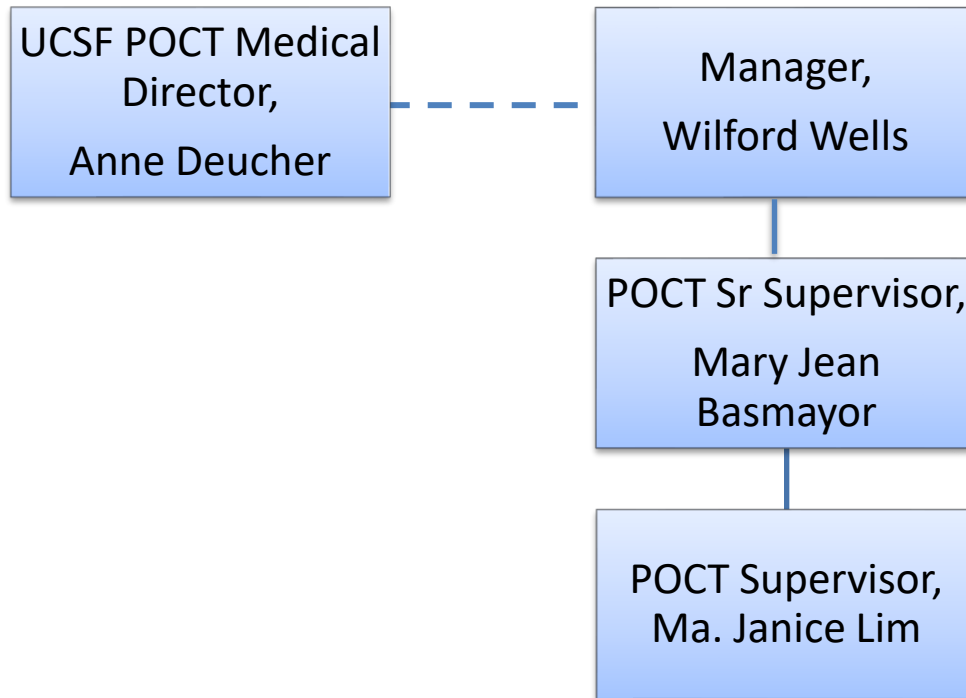 UCSF POCT Medical
Director,
Anne Deucher
Manager,
Wilford Wells
POCT Sr Supervisor,
Mary Jean
Basmayor
POCT Supervisor,
Ma. Janice Lim